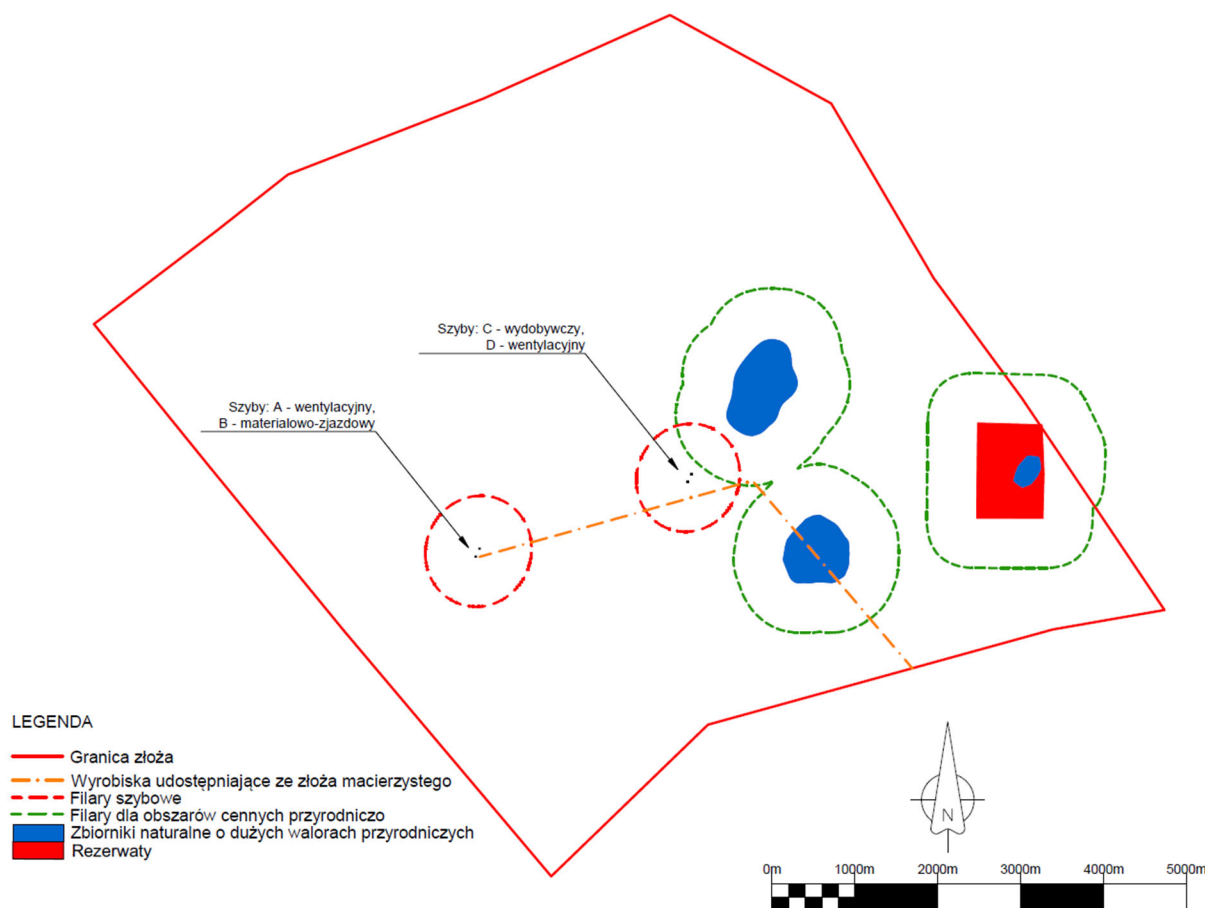 Szyby: C - wydobywczy,
D - wentylacyjny
Szyby: A - wentylacyjny,
B - materialowo-zjazdowy
LEGENDA
Granica złoża
Wyrobiska udostępniające ze złoża macierzystego
Filary szybowe
Filary dla obszarów cennych przyrodniczo
Zbiorniki naturalne o dużych walorach przyrodniczych
Rezerwaty
N
0m 1000m 2000m 3000m 4000m 5000m